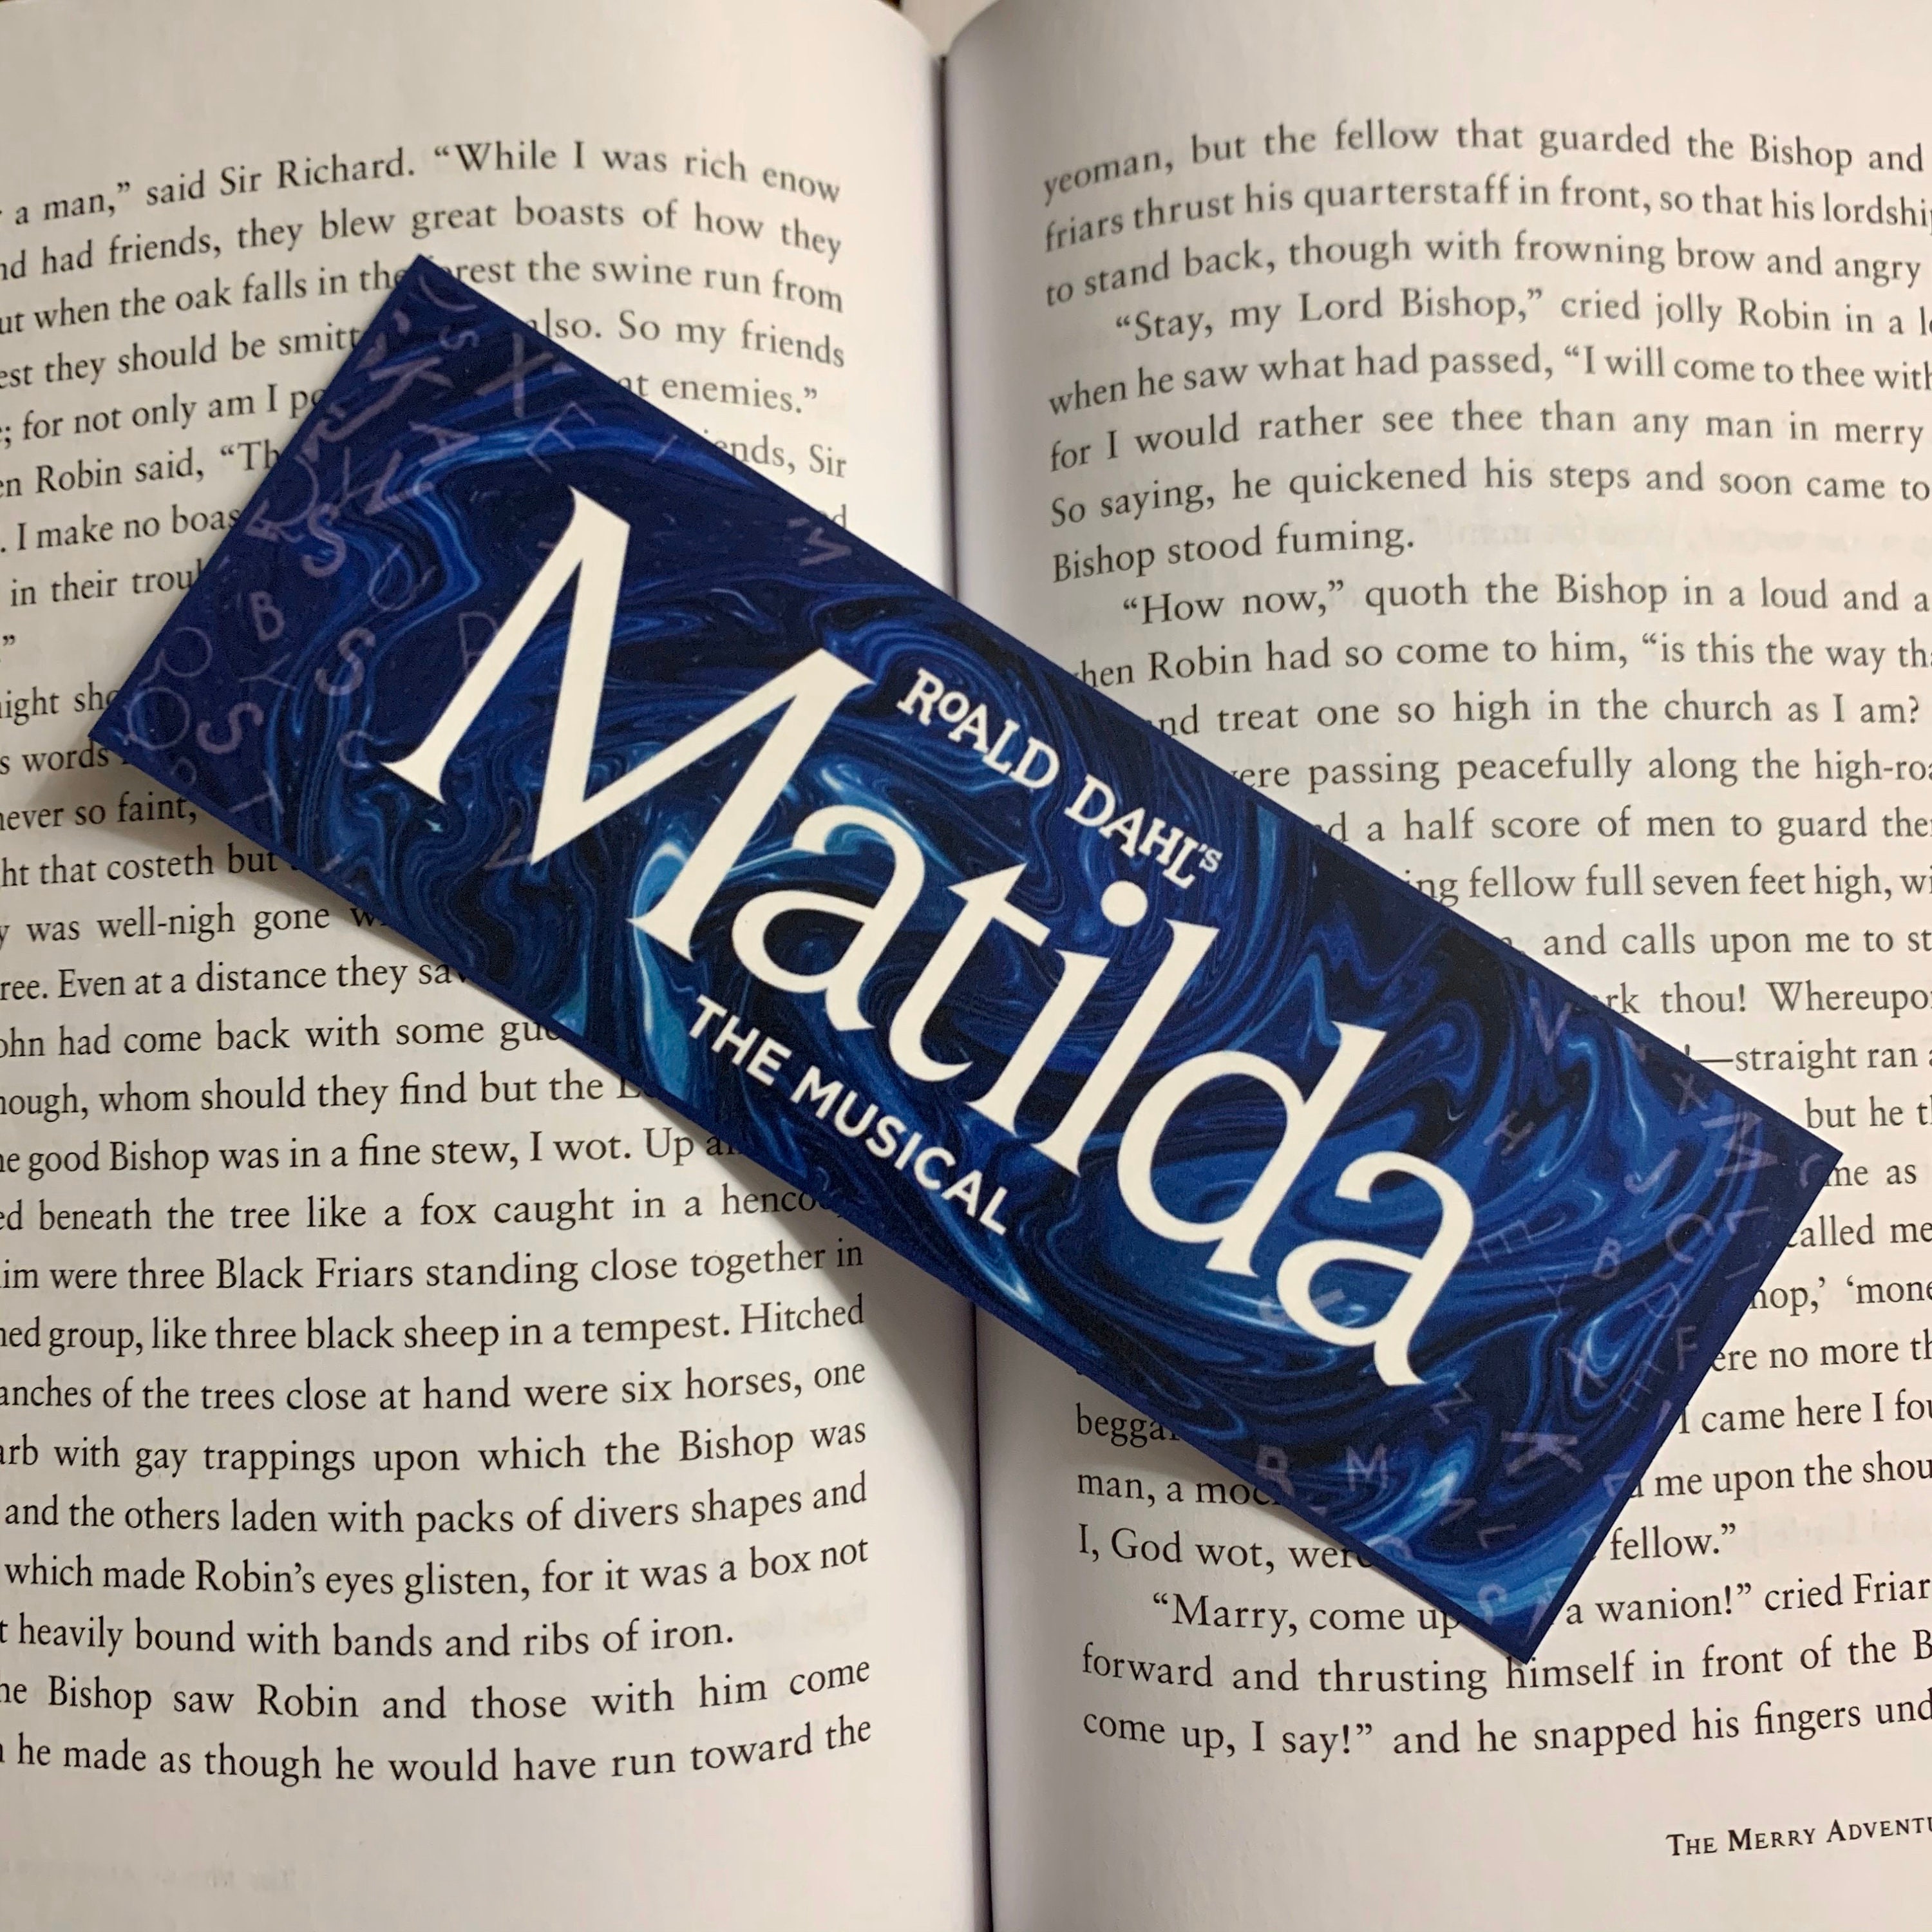 a man,” said Sir Richard. “While I was rich enow
had friends, they blew great boasts of how they
when the oak falls in the the swine run from
they should be smitt also. So my friends
; for not only am I enemies.”
Robin said, “Th Sir
. I make no boas
in their
”
words
never so faint,
that costeth but
was well-nigh gone
Even at a distance they
had come back with some
whom should they find but the
good Bishop was in a fine stew, I wot. Up
beneath the tree like a fox caught in a
were three Black Friars standing close together in
group, like three black sheep in a tempest. Hitched
of the trees close at hand were six horses, one
with gay trappings upon which the Bishop was
and the others laden with packs of divers shapes and
which made Robin’s eyes glisten, for it was a box not
heavily bound with bands and ribs of iron.
Bishop saw Robin and those with him come
he made as though he would have run toward the
ROALD DAHL’S
Matilda
THE MUSICAL
yeoman, but the fellow that guarded the Bishop and
friars thrust his quarterstaff in front, so that his lordshi
to stand back, though with frowning brow and angry
“Stay, my Lord Bishop,” cried jolly Robin in a
when he saw what had passed, “I will come to thee with
for I would rather see thee than any man in merry
So saying, he quickened his steps and soon came to
Bishop stood fuming.
“How now,” quoth the Bishop in a loud and a
Robin had so come to him, “is this the way
treat one so high in the church as I am?
passing peacefully along the high-roa
a half score of men to guard
fellow full seven feet high,
and calls upon me to
thou! Whereupo
—straight ran
but he
as
me
‘mon
no more
begga I came here I
man, a me upon the
I, God wot, were fellow.”
“Marry, come up a wanion!” cried Friar
forward and thrusting himself in front of the
come up, I say!” and he snapped his fingers
THE MERRY ADVENTU